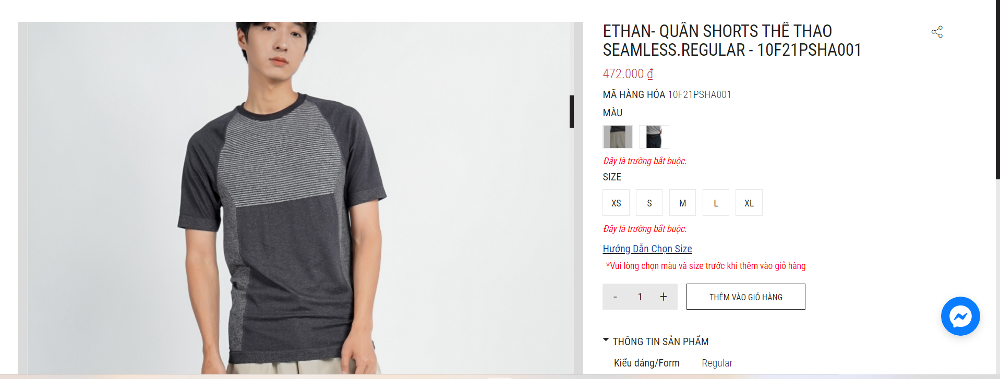 ETHAN- QUẦN SHORTS THỂ THAO
SEAMLESS.REGULAR - 10F21PSHA001
472.000 ₫
MÃ HÀNG HÓA 10F21PSHA001
MÀU
Đây là trường bắt buộc.
SIZE
XS S M L XL
Đây là trường bắt buộc.
Hướng Dẫn Chọn Size
*Vui lòng chọn màu và size trước khi thêm vào giỏ hàng
- 1 + THÊM VÀO GIỎ HÀNG
THÔNG TIN SẢN PHẨM
Kiểu dáng/Form Regular